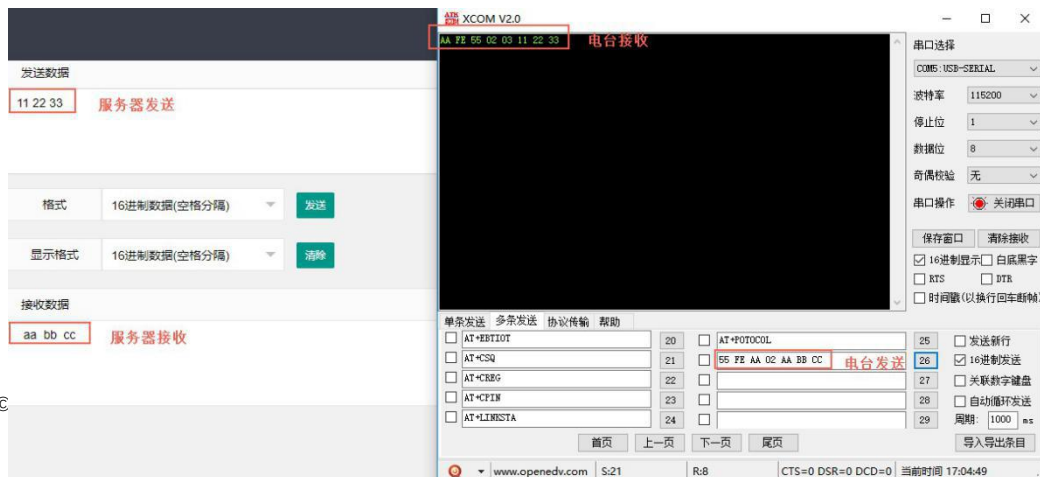 XCOM V2.0
AA FE 55 02 03 11 22 33 电台接收
发送数据
11 22 33 服务器发送
格式 16进制数据(空格分隔) 发送
显示格式 16进制数据(空格分隔) 清除
接收数据
aa bb cc 服务器接收
©
串口选择
COM5:USB-SERIAL
波特率 115200
停止位 1
数据位 8
奇偶校验 无
串口操作 关闭串口
保存窗口 清除接收
16进制显示 白底黑字
RTS DTR
时间戳(以换行回车断帧)
单条发送 多条发送 协议传输 帮助
AT+EBTIOT 20 AT+POTOCOL 25 发送新行
AT+CSQ 21 55 FE AA 02 AA BB CC 电台发送 26 16进制发送
AT+CREG 22 27 关联数字键盘
AT+CPIN 23 28 自动循环发送
AT+LINKSTA 24 29 周期: 1000 ms
首页 上一页 下一页 尾页 导入导出条目
www.openedv.com S:21 R:8 CTS=0 DSR=0 DCD=0 当前时间 17:04:49